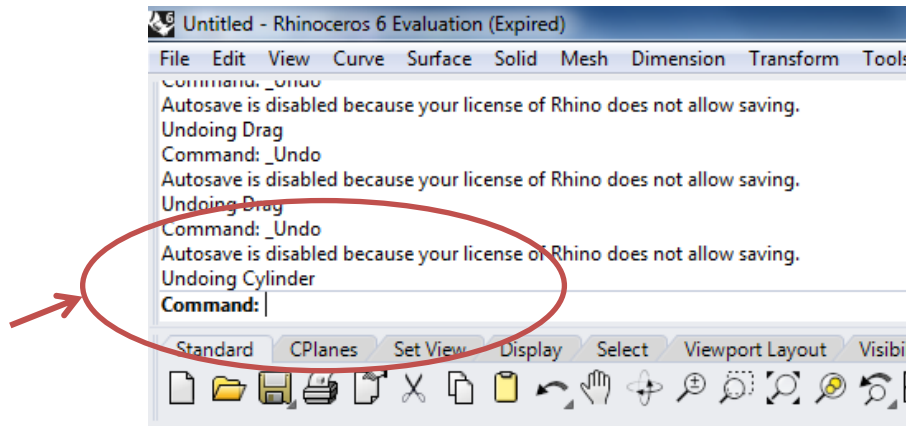 Untitled - Rhinoceros 6 Evaluation (Expired)
File Edit View Curve Surface Solid Mesh Dimension Transform Tools
Command: _Undo
Autosave is disabled because your license of Rhino does not allow saving.
Undoing Drag
Command: _Undo
Autosave is disabled because your license of Rhino does not allow saving.
Undoing Drag
Command: _Undo
Autosave is disabled because your license of Rhino does not allow saving.
Undoing Cylinder
Command:
Standard CPlanes Set View Display Select Viewport Layout Visibi